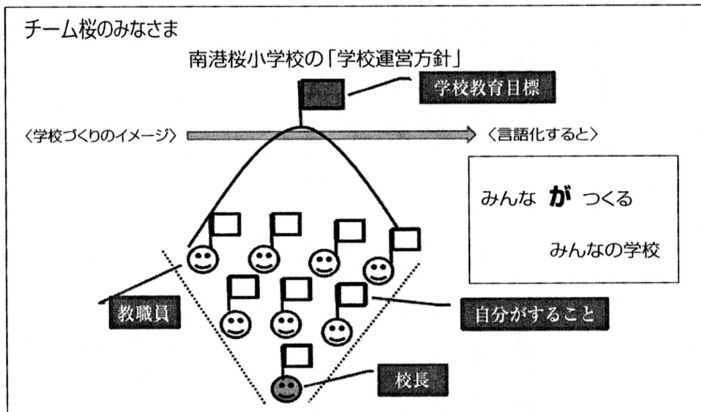 チーム桜のみなさま
南港桜小学校の「学校運営方針」
学校教育目標
〈学校づくりのイメージ〉
〈言語化すると〉
みんな が つくる
みんなの学校
教職員
自分がすること
校長